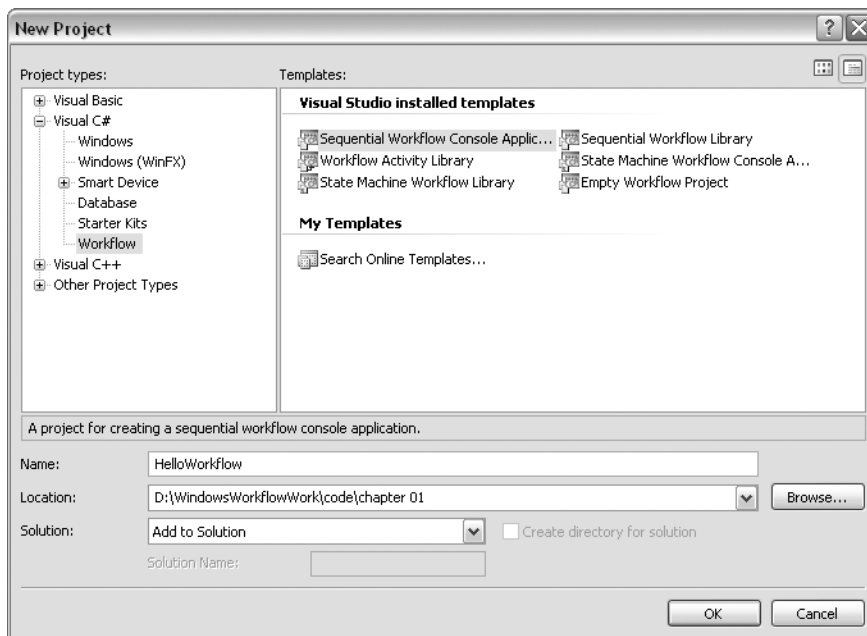 New Project
Project types:
Templates:
Visual Basic
Visual C#
Windows
Windows (WinFX)
Smart Device
Database
Starter Kits
Workflow
Visual C++
Other Project Types
Visual Studio installed templates
Sequential Workflow Console Applic...
Sequential Workflow Library
Workflow Activity Library
State Machine Workflow Console A...
State Machine Workflow Library
Empty Workflow Project
My Templates
Search Online Templates...
A project for creating a sequential workflow console application.
Name:
HelloWorkflow
Location:
D:\WindowsWorkflowWork\code\chapter 01
Browse...
Solution:
Add to Solution
Create directory for solution
Solution Name:
OK
Cancel